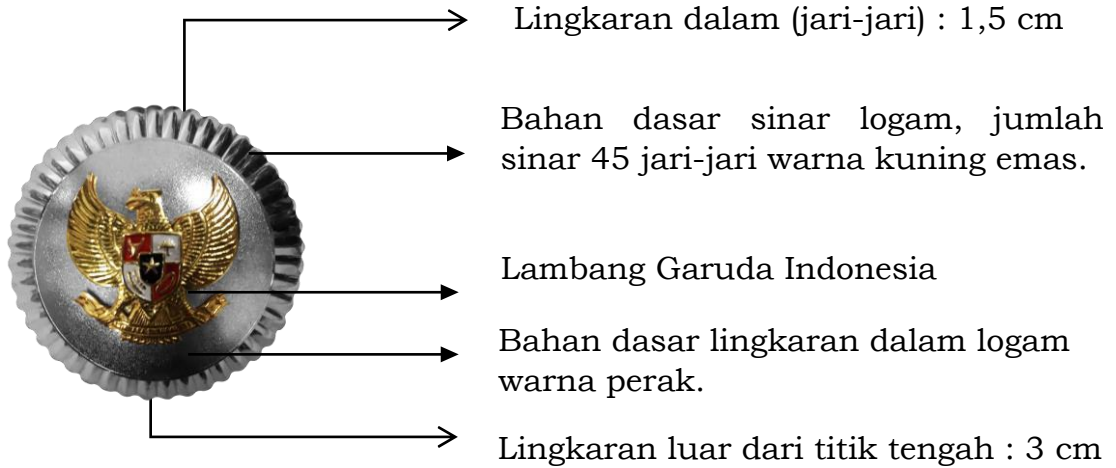 Lingkaran dalam (jari-jari) : 1,5 cm
Bahan dasar sinar logam, jumlah
sinar 45 jari-jari warna kuning emas.
Lambang Garuda Indonesia
Bahan dasar lingkaran dalam logam
warna perak.
Lingkaran luar dari titik tengah : 3 cm